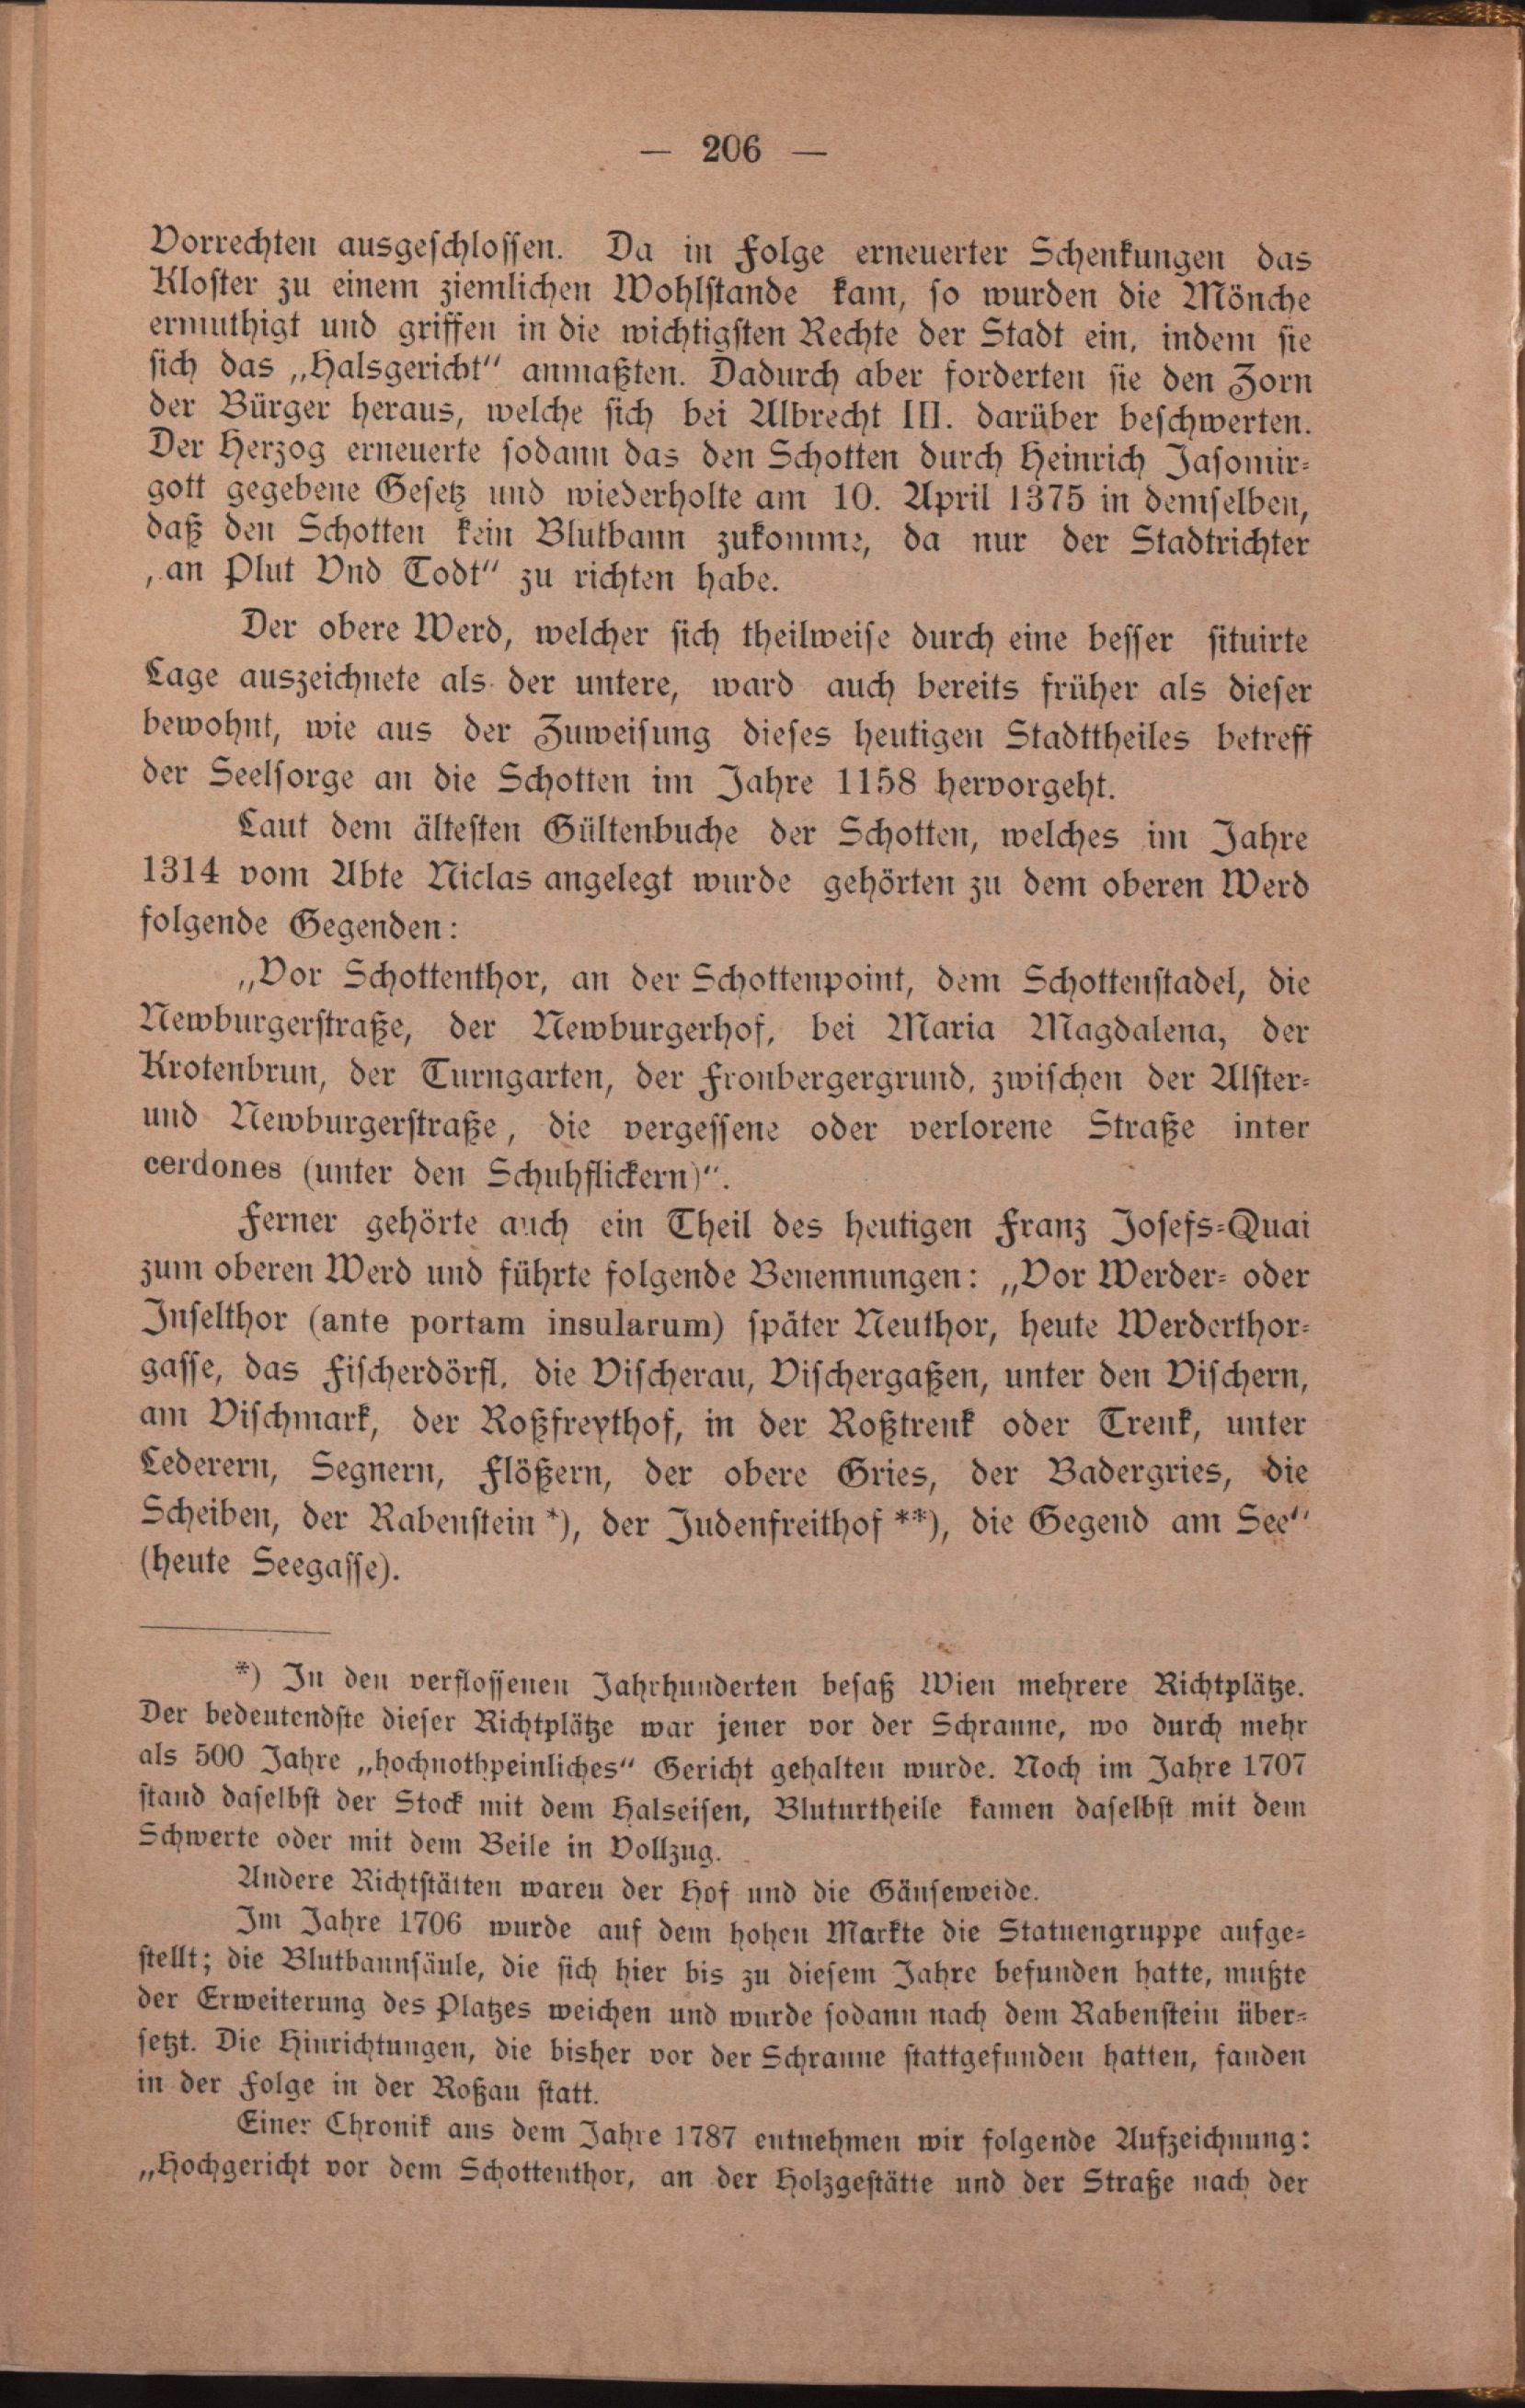 — 206 —
Vorrechten ausgeschlossen. Da in Folge erneuerter Schenkungen das
Kloster zu einem ziemlichen Wohlstande kam, so wurden die Mönche
ermuthigt und griffen in die wichtigsten Rechte der Stadt ein, indem sie
sich das „Halsgericht“ anmaßten. Dadurch aber forderten sie den Zorn
der Bürger heraus, welche sich bei Albrecht III. darüber beschwerten.
Der Herzog erneuerte sodann das den Schotten durch Heinrich Jasomir-
gott gegebene Gesetz und wiederholte am 10. April 1375 in demselben,
daß den Schotten kein Blutbann zukomme, da nur der Stadtrichter
„an Plut Vnd Todt“ zu richten habe.
Der obere Werd, welcher sich theilweise durch eine besser situirte
Lage auszeichnete als der untere, ward auch bereits früher als dieser
bewohnt, wie aus der Zuweisung dieses heutigen Stadttheiles betreff
der Seelsorge an die Schotten im Jahre 1158 hervorgeht.
Laut dem ältesten Gültenbuche der Schotten, welches im Jahre
1314 vom Abte Niclas angelegt wurde gehörten zu dem oberen Werd
folgende Gegenden:
„Vor Schottenthor, an der Schottenpoint, dem Schottenstadel, die
Newburgerstraße, der Newburgerhof, bei Maria Magdalena, der
Krotenbrun, der Turngarten, der Fronbergergrund, zwischen der Alster-
und Newburgerstraße, die vergessene oder verlorene Straße inter
cerdones (unter den Schuhflickern)“.
Ferner gehörte auch ein Theil des heutigen Franz Josefs-Quai
zum oberen Werd und führte folgende Benennungen: „Vor Werder- oder
Inselthor (ante portam insularum) später Neuthor, heute Werderthor-
gasse, das Fischerdörfl, die Vischerau, Vischergaßen, unter den Vischern,
am Vischmark, der Roßfreythof, in der Roßtrenk oder Trenk, unter
Lederern, Segnern, Flößern, der obere Gries, der Badergries, die
Scheiben, der Rabenstein *), der Judenfreithof **), die Gegend am See“
(heute Seegasse).
*) In den verflossenen Jahrhunderten besaß Wien mehrere Richtplätze.
Der bedeutendste dieser Richtplätze war jener vor der Schranne, wo durch mehr
als 500 Jahre „hochnothpeinliches“ Gericht gehalten wurde. Noch im Jahre 1707
stand daselbst der Stock mit dem Halseisen, Bluturtheile kamen daselbst mit dem
Schwerte oder mit dem Beile in Vollzug.
Andere Richtstätten waren der Hof und die Gänseweide.
Im Jahre 1706 wurde auf dem hohen Markte die Statuengruppe aufge-
stellt; die Blutbannsäule, die sich hier bis zu diesem Jahre befunden hatte, mußte
der Erweiterung des Platzes weichen und wurde sodann nach dem Rabenstein über-
setzt. Die Hinrichtungen, die bisher vor der Schranne stattgefunden hatten, fanden
in der Folge in der Roßau statt.
Einer Chronik aus dem Jahre 1787 entnehmen wir folgende Aufzeichnung:
„Hochgericht vor dem Schottenthor, an der Holzgestätte und der Straße nach der